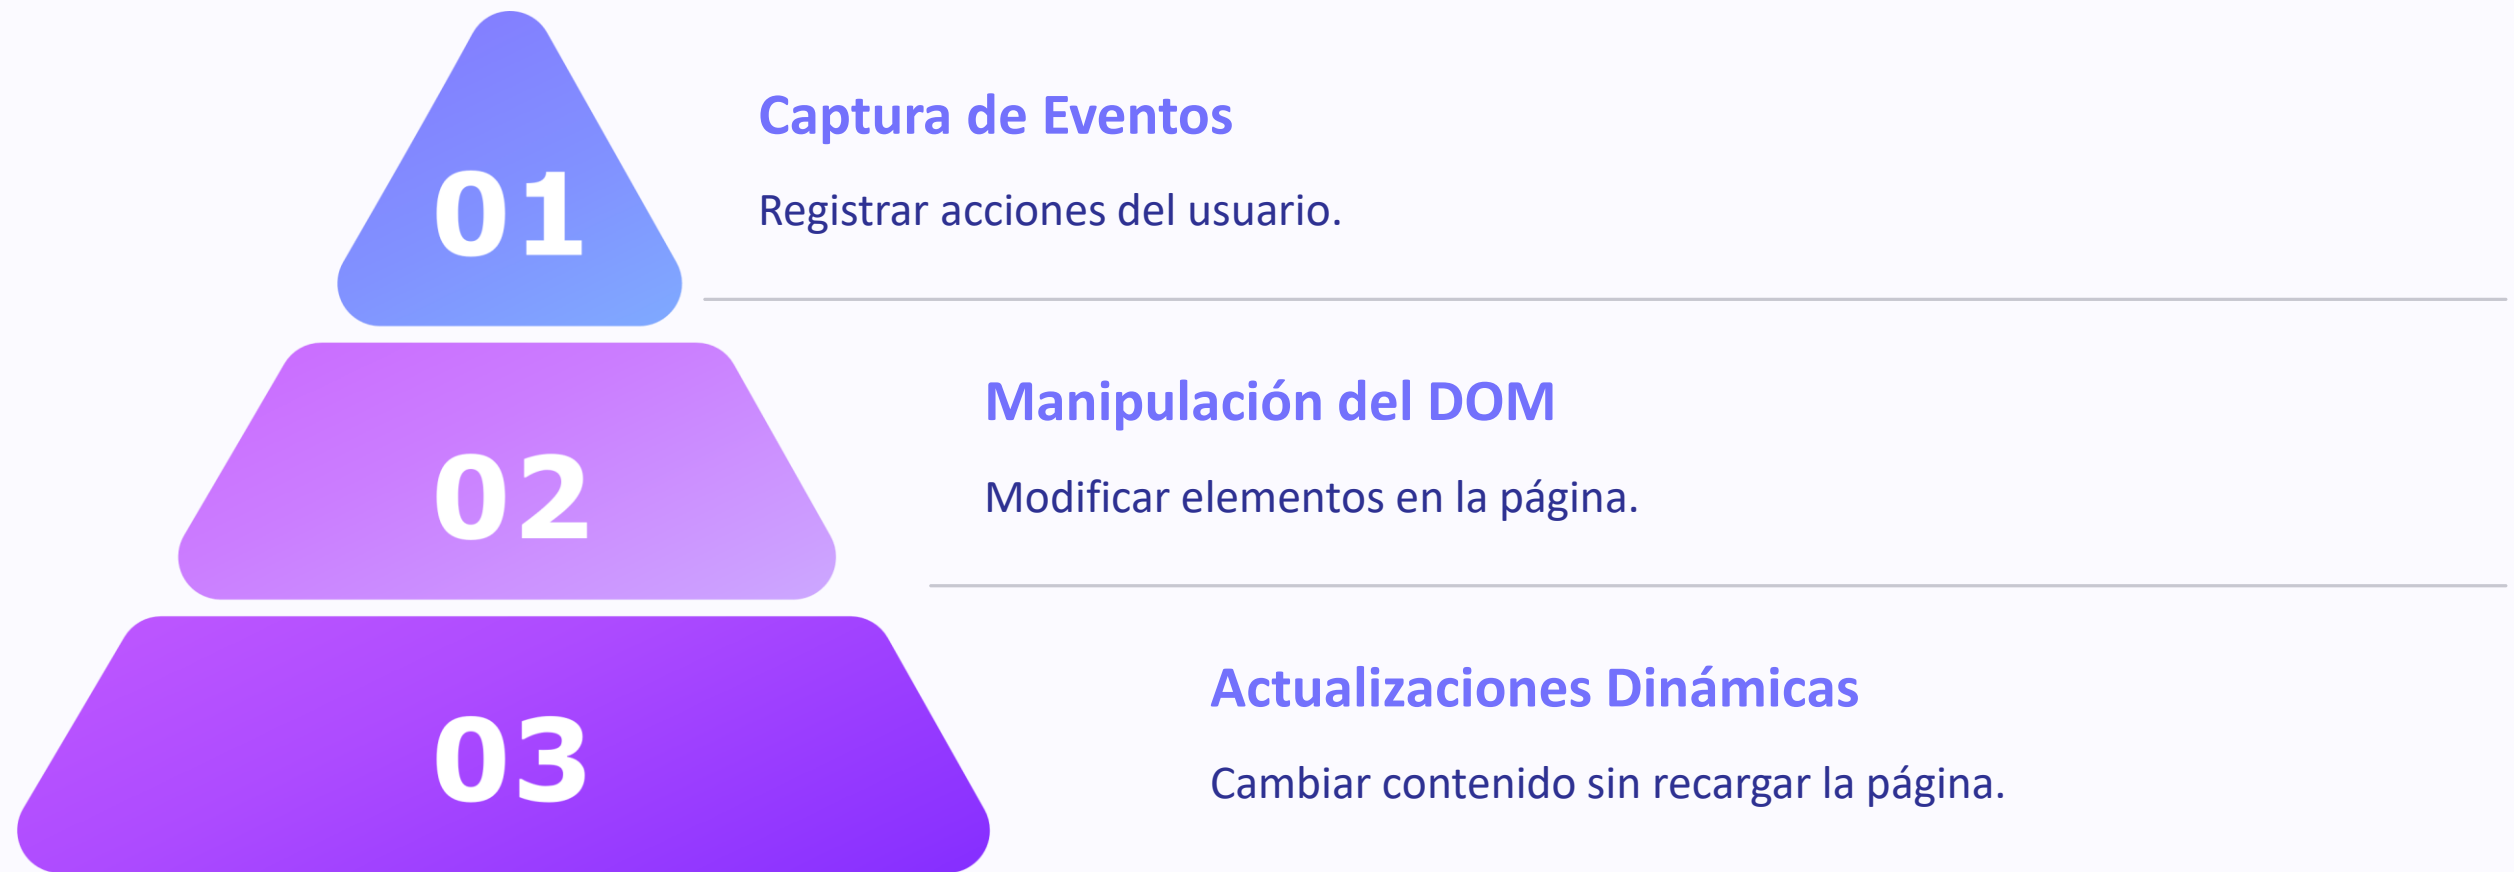 01
Captura de Eventos
Registrar acciones del usuario.
02
Manipulación del DOM
Modificar elementos en la página.
03
Actualizaciones Dinámicas
Cambiar contenido sin recargar la página.